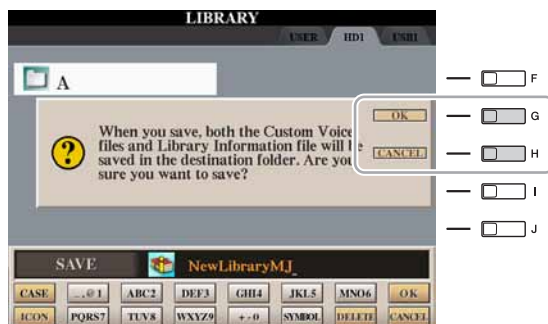 LIBRARY
USER HD1 USB1
A
When you save, both the Custom Voice
files and Library Information file will be
saved in the destination folder. Are you
sure you want to save?
OK
CANCEL
F
G
H
I
J
SAVE NewLibraryMJ_
CASE _.@1 ABC2 DEF3 GHI4 JKL5 MNO6 OK
ICON PQRS7 TUV8 WXYZ9 +-0 SYMBOL DELETE CANCEL